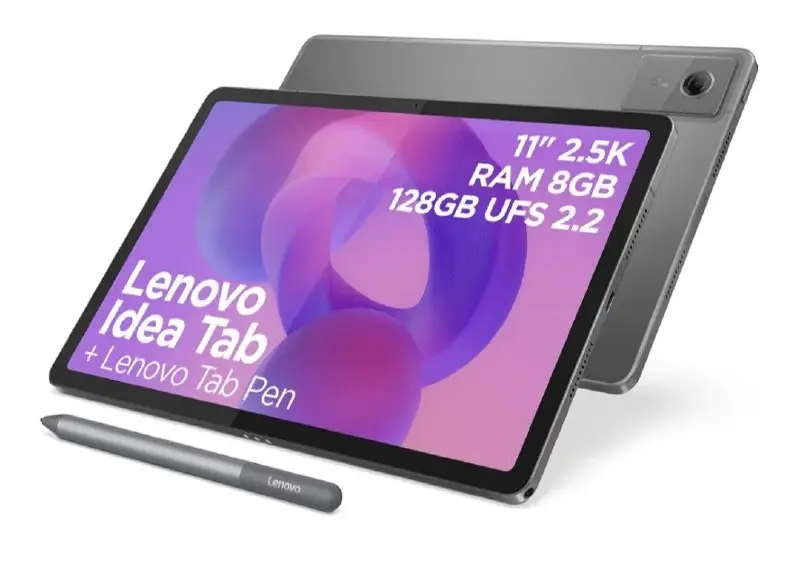 11" 2.5K
RAM 8GB
128GB UFS 2.2
Lenovo
Idea Tab
+ Lenovo Tab Pen
Lenovo